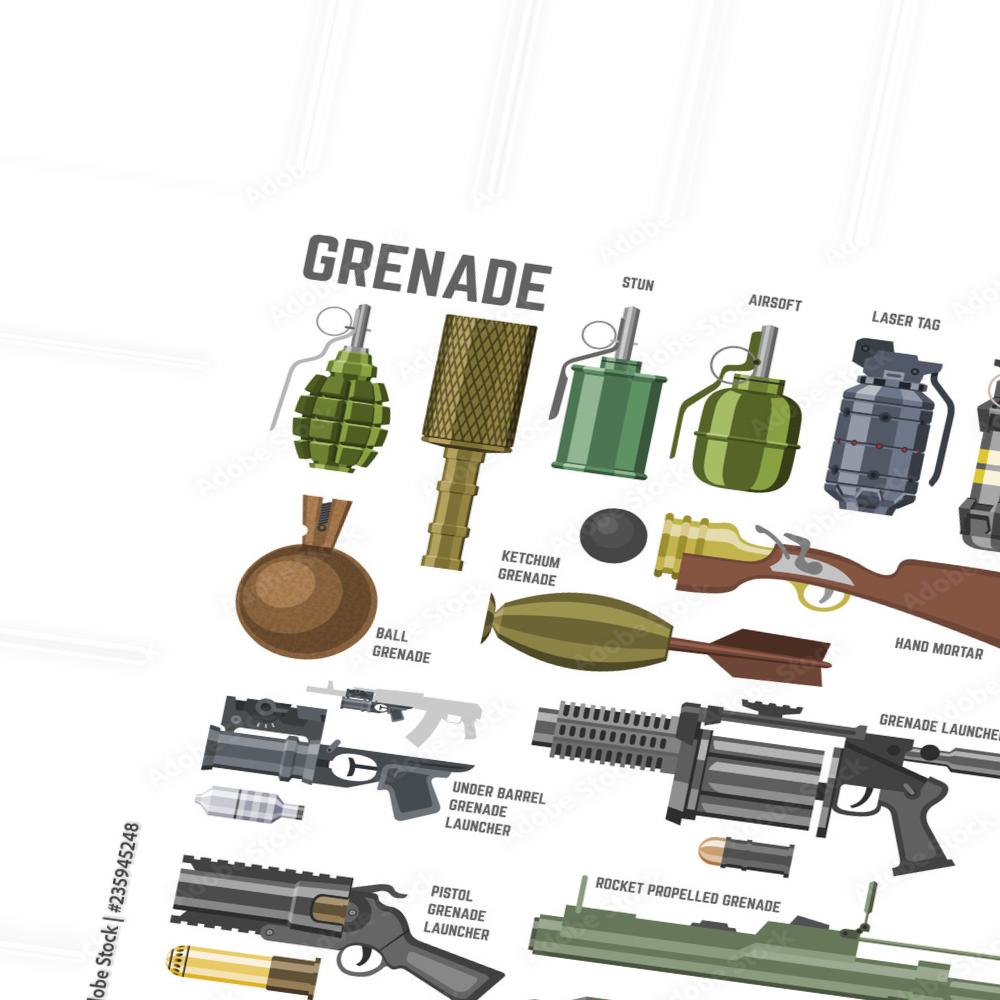 GRENADE
STUN
AIRSOFT
LASER TAG
KETCHUM
GRENADE
BALL
GRENADE
HAND MORTAR
GRENADE LAUNCHER
UNDER BARREL
GRENADE
LAUNCHER
PISTOL
GRENADE
LAUNCHER
ROCKET PROPELLED GRENADE
Adobe Stock | #235945248